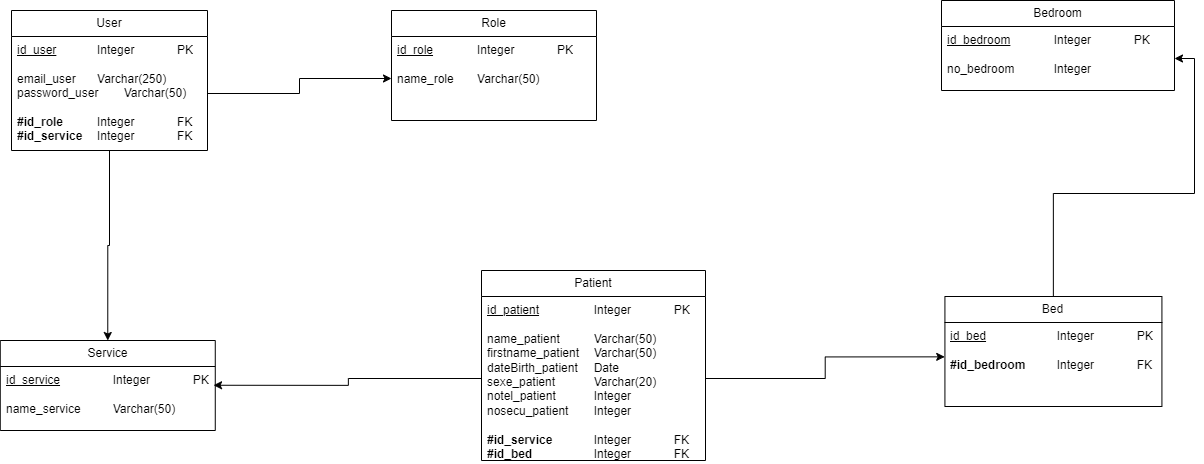 User
id_user Integer PK
email_user Varchar(250)
password_user Varchar(50)
#id_role Integer FK
#id_service Integer FK
Role
id_role Integer PK
name_role Varchar(50)
Bedroom
id_bedroom Integer PK
no_bedroom Integer
Service
id_service Integer PK
name_service Varchar(50)
Patient
id_patient Integer PK
name_patient Varchar(50)
firstname_patient Varchar(50)
dateBirth_patient Date
sexe_patient Varchar(20)
notel_patient Integer
nosecu_patient Integer
#id_service Integer FK
#id_bed Integer FK
Bed
id_bed Integer PK
#id_bedroom Integer FK